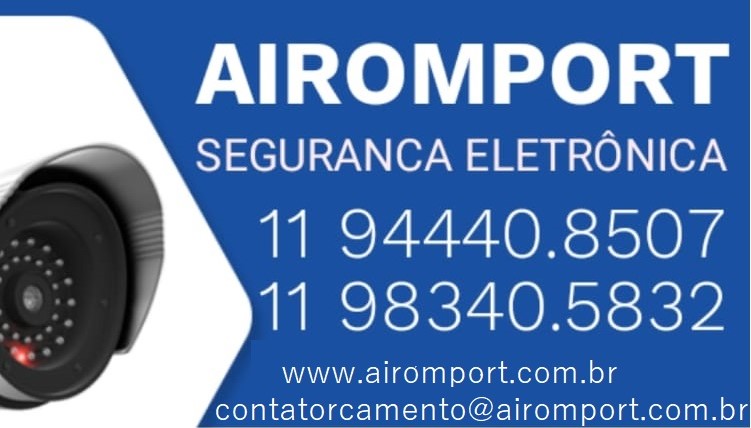 AIROMPORT
SEGURANCA ELETRÔNICA
11 94440.8507
11 98340.5832
www.airomport.com.br
contatorcamento@airomport.com.br